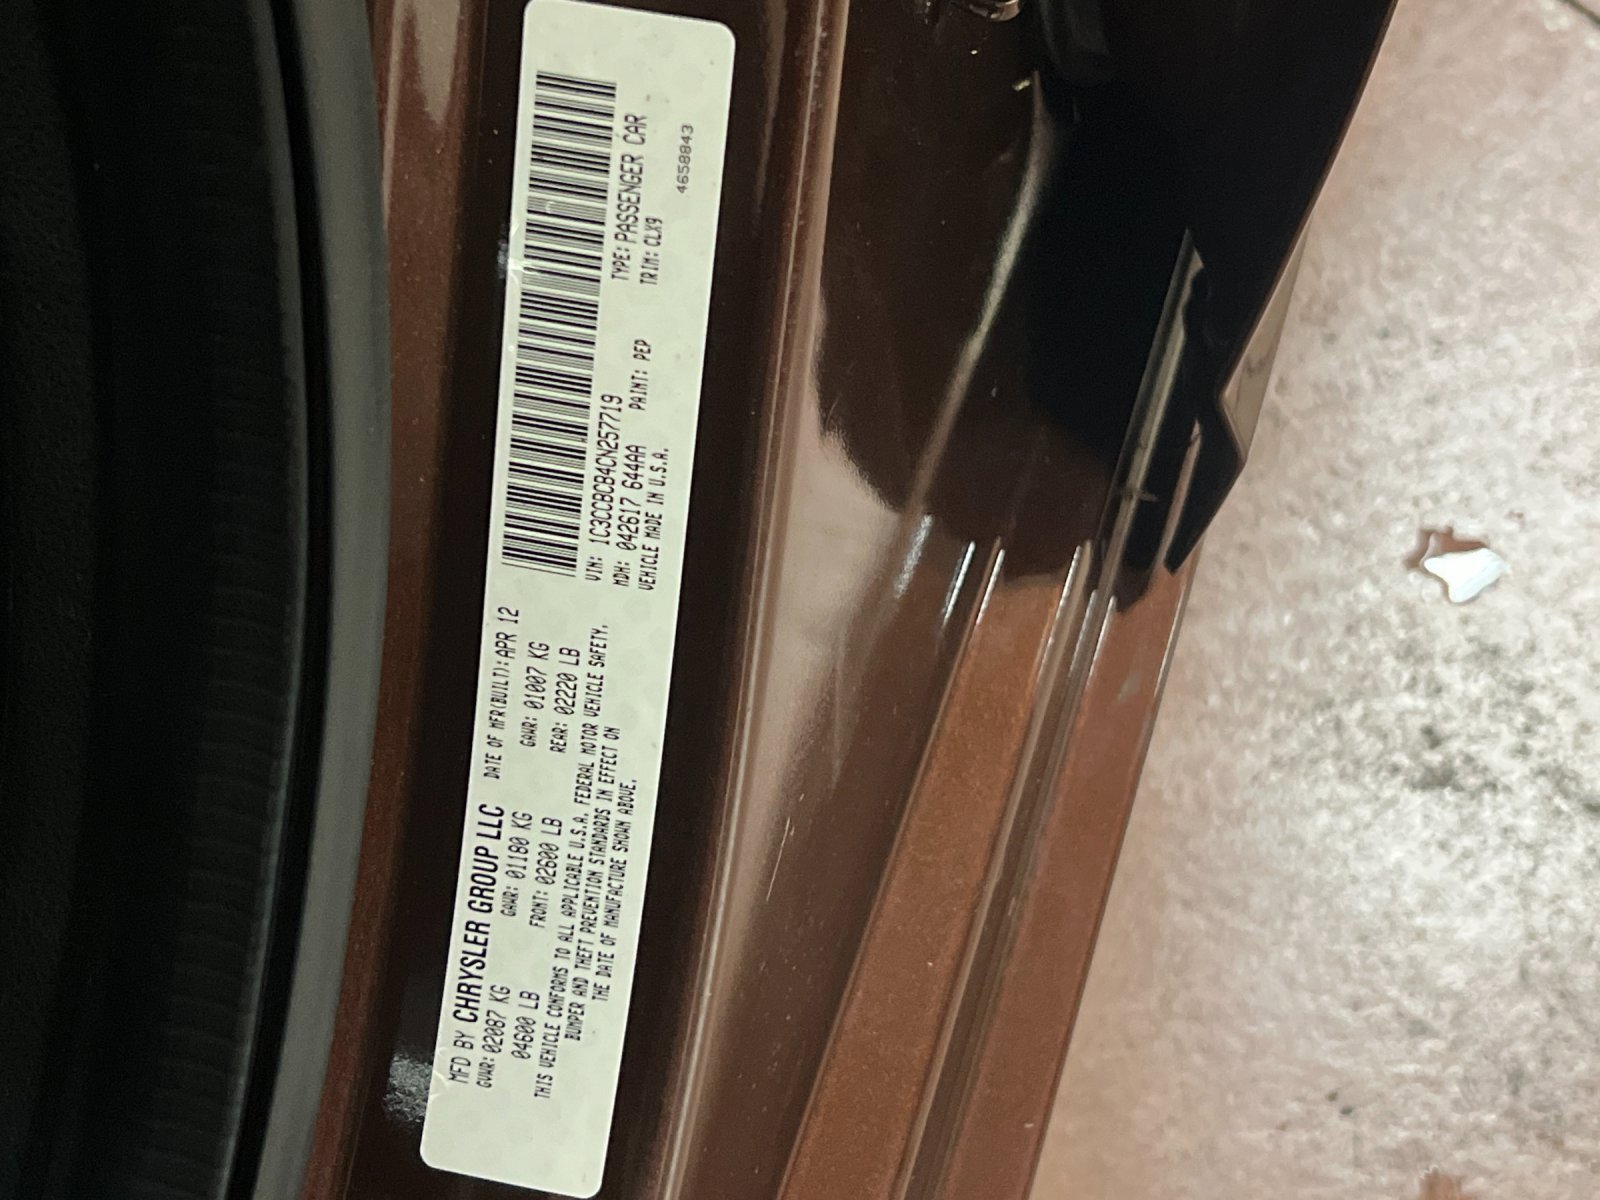 MFD BY CHRYSLER GROUP LLC DATE OF MFR(BUILT): APR 12
GVWR: 02087 KG GAWR: 01180 KG GAWR: 01007 KG
04600 LB FRONT: 02600 LB REAR: 02220 LB
THIS VEHICLE CONFORMS TO ALL APPLICABLE U.S.A. FEDERAL MOTOR VEHICLE SAFETY,
BUMPER AND THEFT PREVENTION STANDARDS IN EFFECT ON
THE DATE OF MANUFACTURE SHOWN ABOVE.
VIN: 1C3CCBCB4CN257719 TYPE: PASSENGER CAR
MDH: 042617 644AA PAINT: PEP TRIM: CLX9
VEHICLE MADE IN U.S.A.
4658843